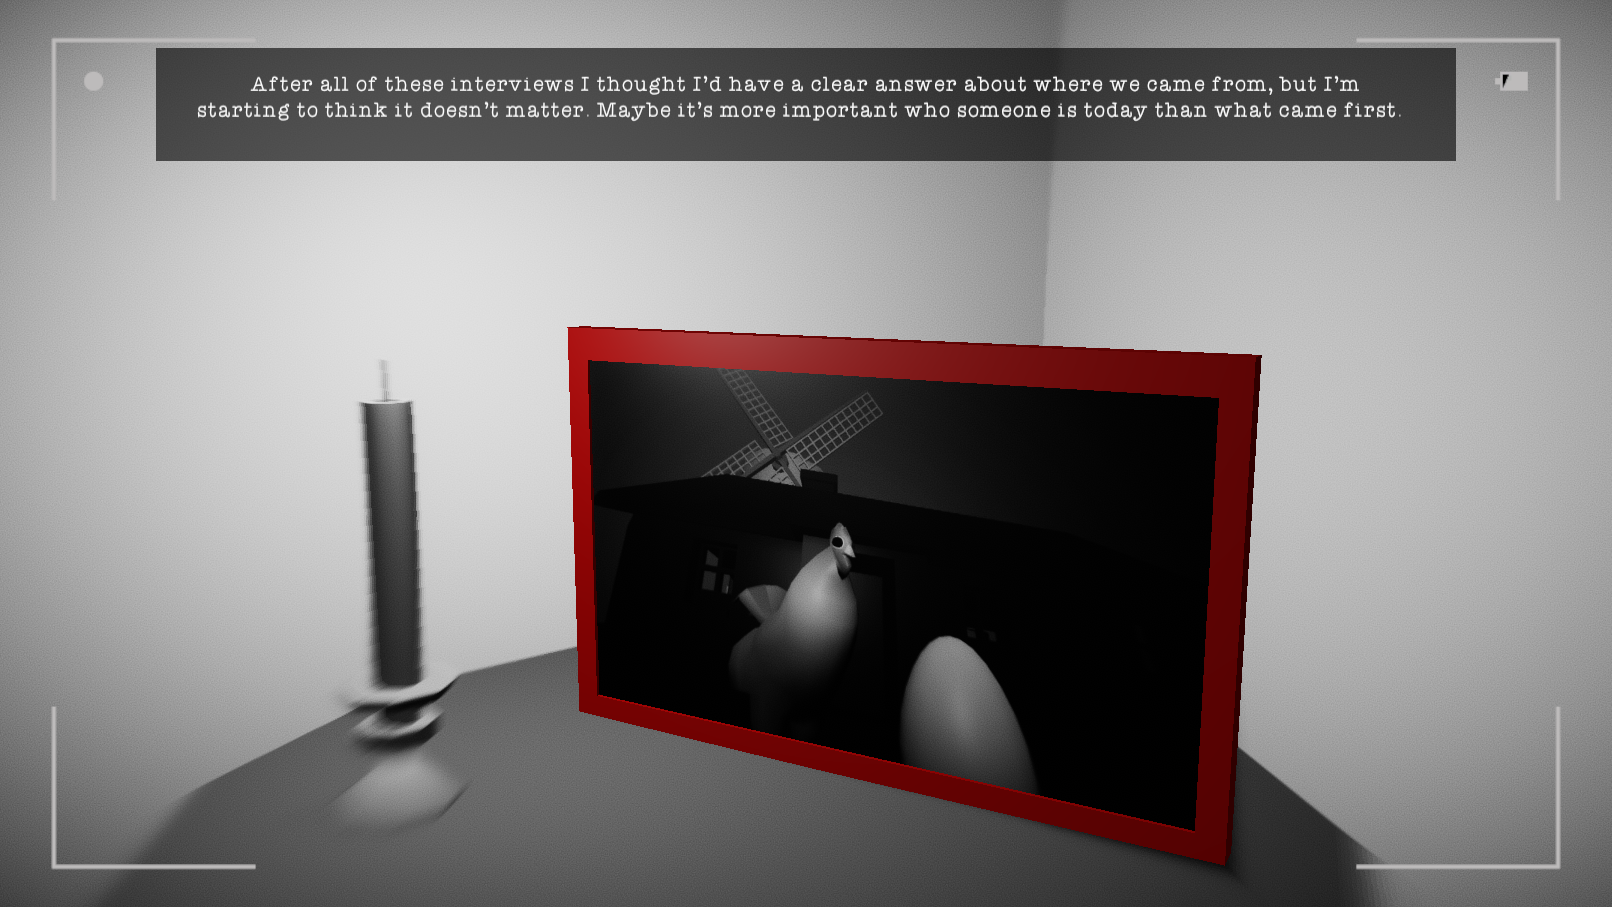 After all of these interviews I thought I'd have a clear answer about where we came from, but I'm
starting to think it doesn't matter. Maybe it's more important who someone is today than what came first.